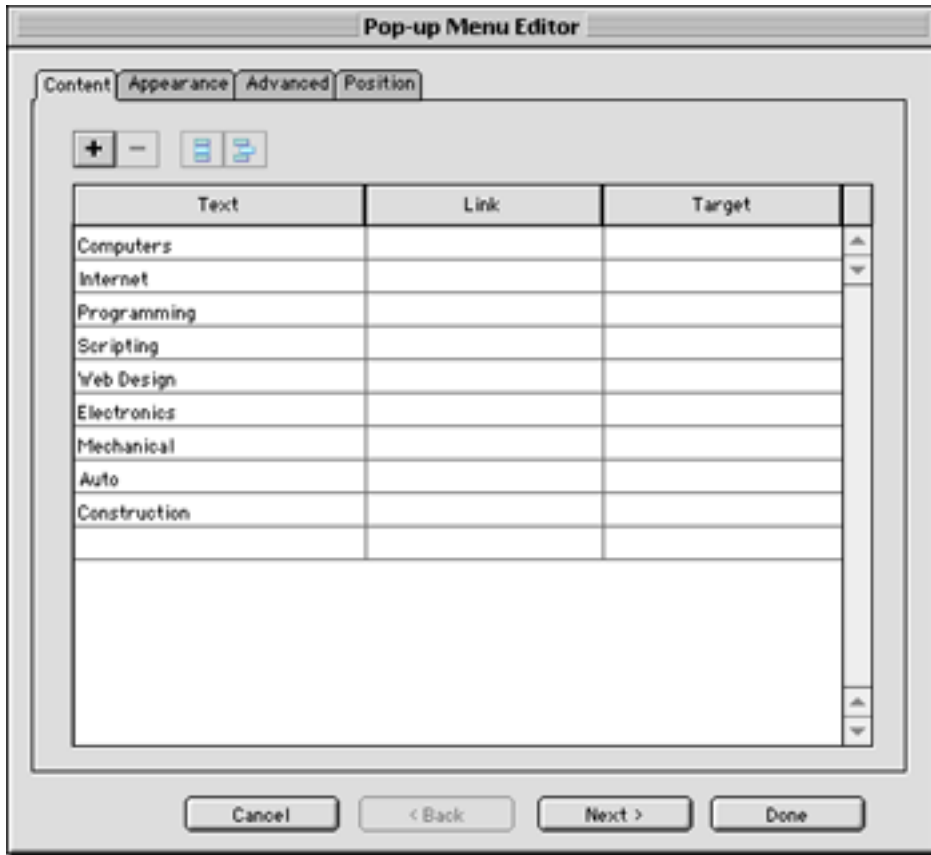 Pop-up Menu Editor
Content Appearance Advanced Position
+ −
Text Link Target
Computers
Internet
Programming
Scripting
Web Design
Electronics
Mechanical
Auto
Construction
Cancel < Back Next > Done